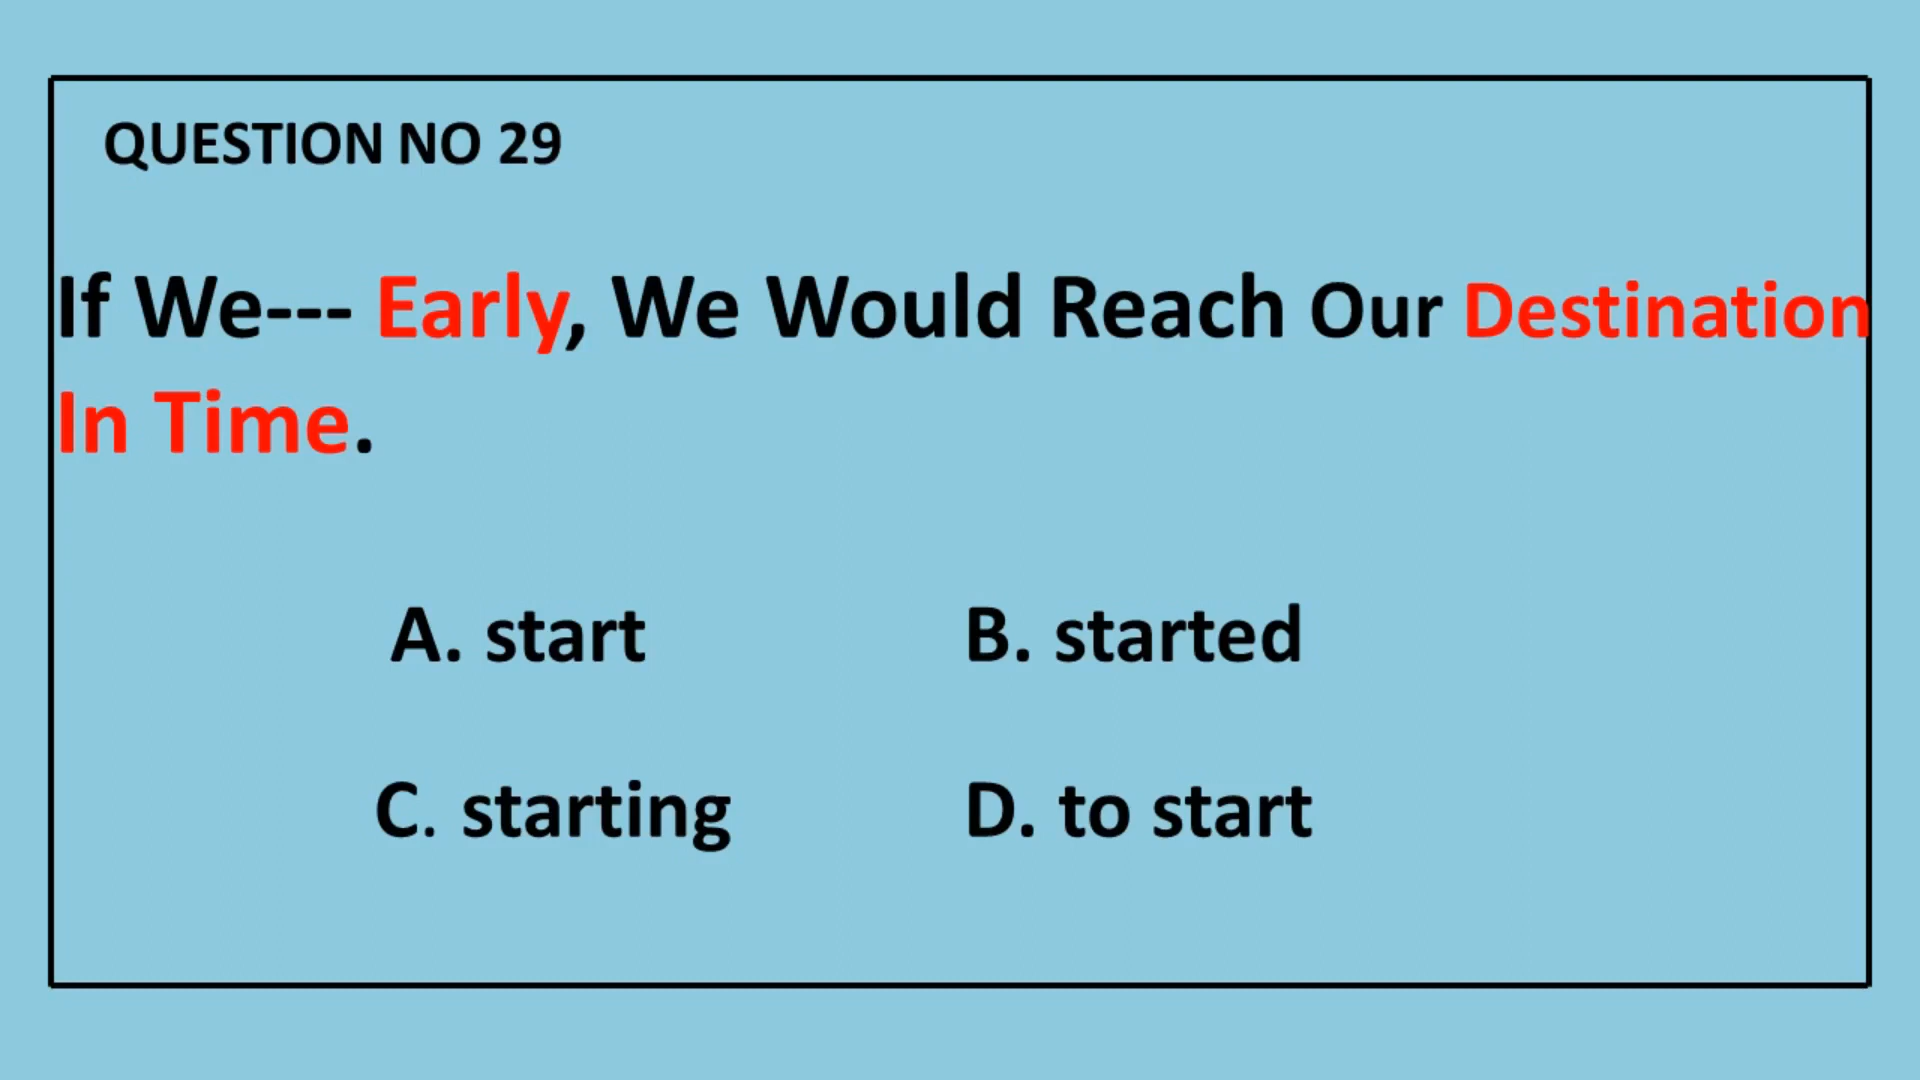 QUESTION NO 29
If We--- Early, We Would Reach Our Destination
In Time.
A. start B. started
C. starting D. to start